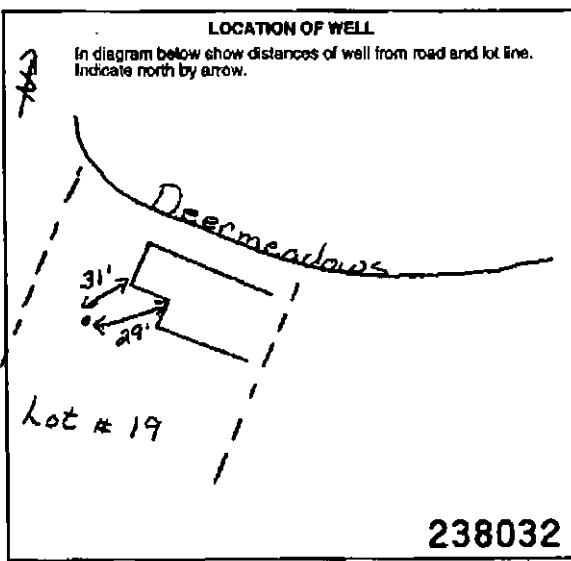 LOCATION OF WELL
In diagram below show distances of well from road and lot line.
Indicate north by arrow.
N
Deermeadows
31'
29'
Lot # 19
238032